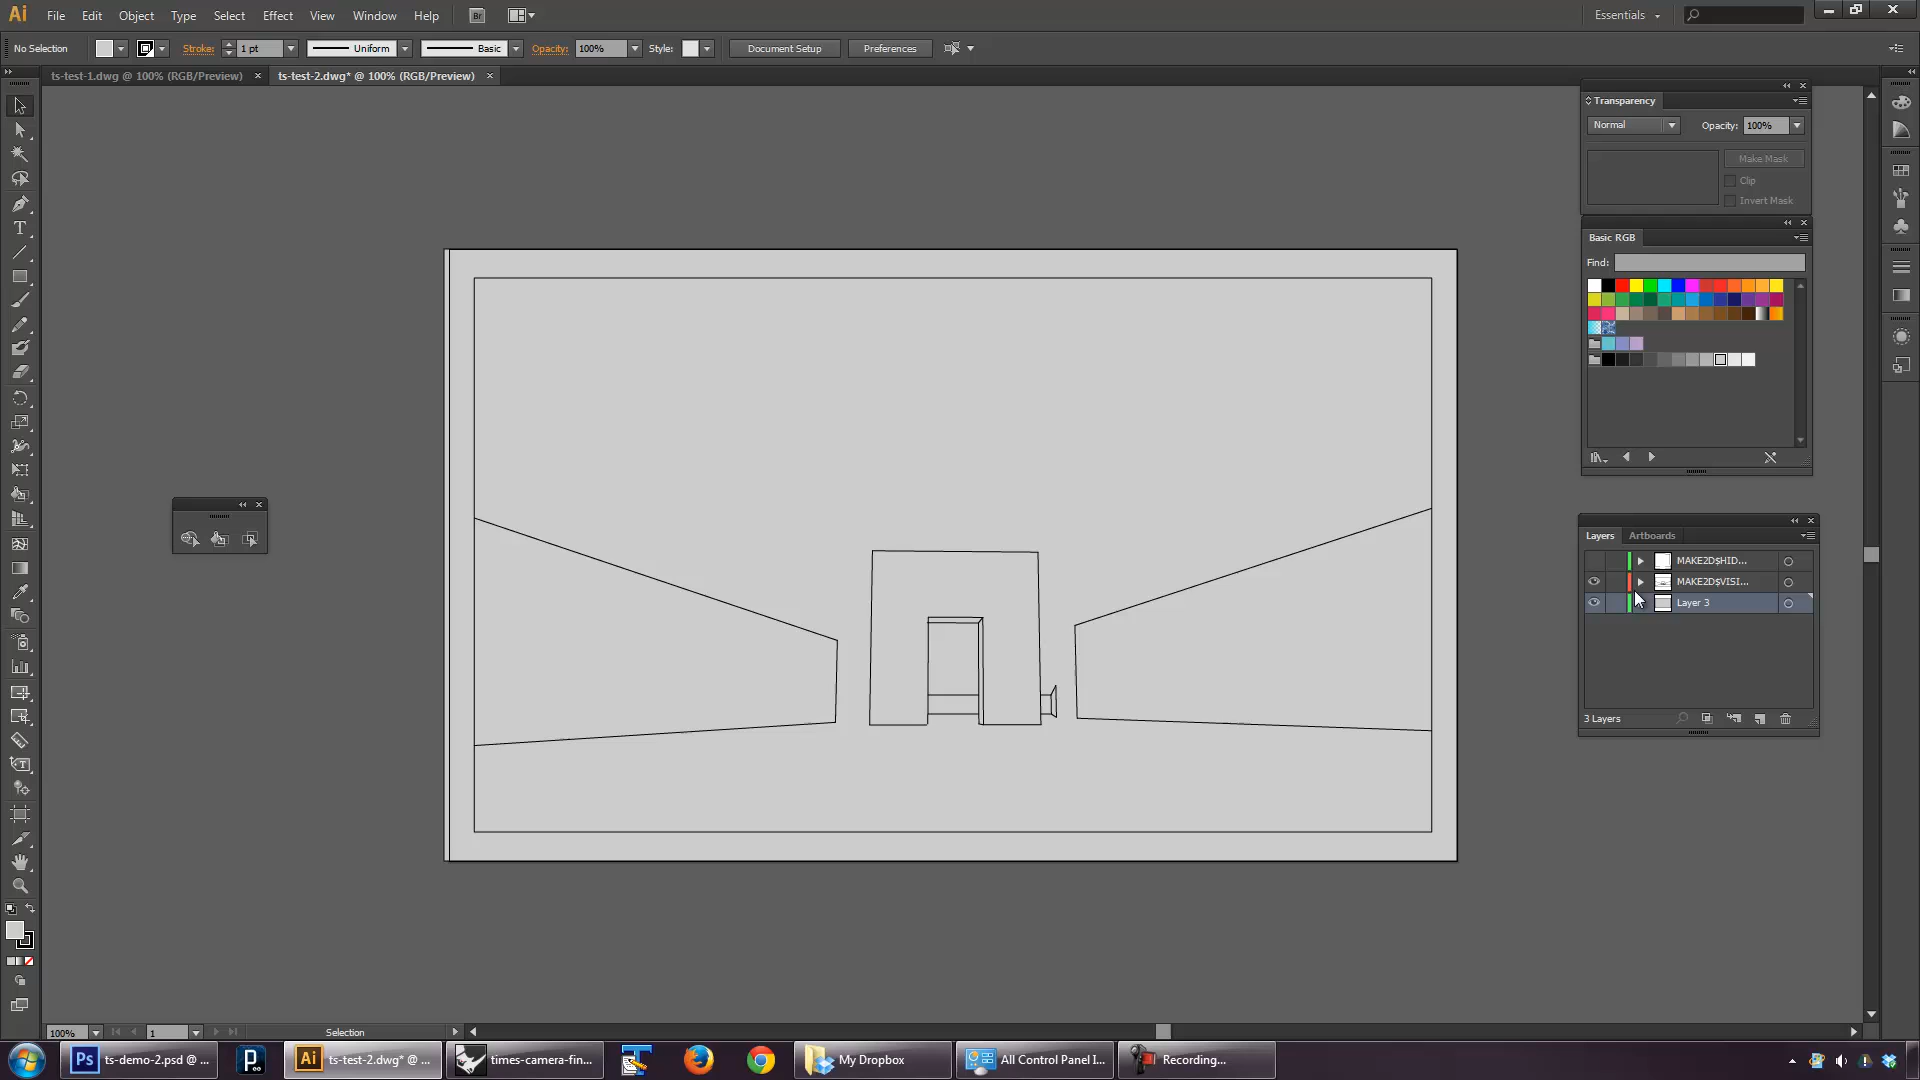 Ai File Edit Object Type Select Effect View Window Help Br Essentials
No Selection Stroke: 1 pt Uniform Basic Opacity: 100% Style: Document Setup Preferences
ts-test-1.dwg @ 100% (RGB/Preview) ts-test-2.dwg* @ 100% (RGB/Preview)
Transparency
Normal Opacity: 100%
Make Mask
Clip
Invert Mask
Basic RGB
Find:
Layers Artboards
MAKE2D$HID...
MAKE2D$VISI...
Layer 3
3 Layers
100% 1 Selection
Ps ts-demo-2.psd @ ... Ai ts-test-2.dwg* @ ... times-camera-fin... My Dropbox All Control Panel I... Recording...